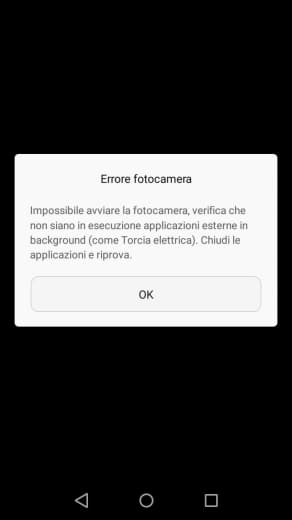 Errore fotocamera
Impossibile avviare la fotocamera, verifica che
non siano in esecuzione applicazioni esterne in
background (come Torcia elettrica). Chiudi le
applicazioni e riprova.
OK